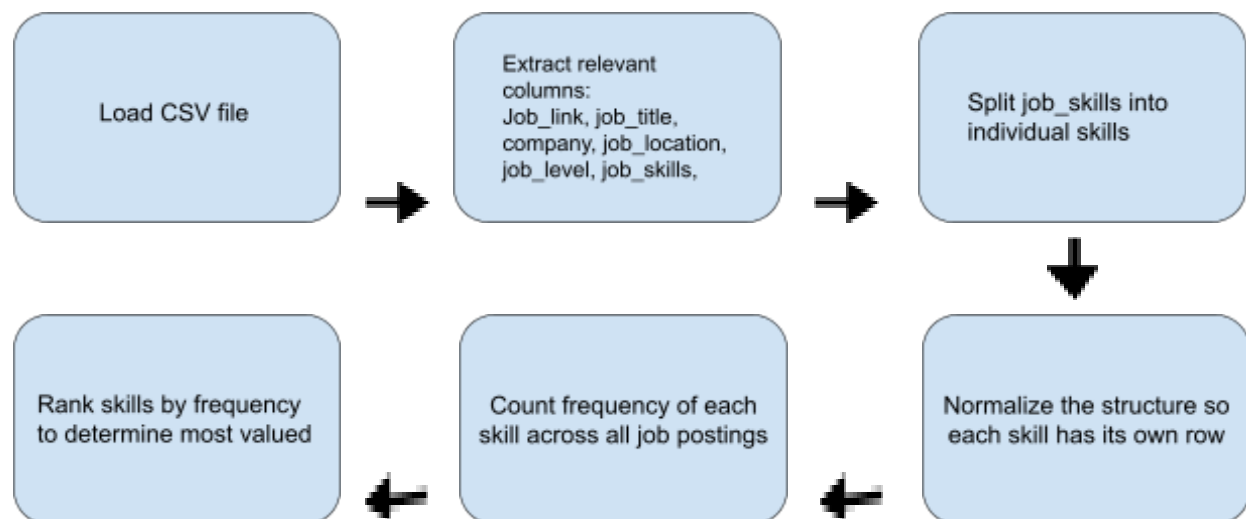 Load CSV file
Extract relevant
columns:
Job_link, job_title,
company, job_location,
job_level, job_skills,
Split job_skills into
individual skills
Normalize the structure so
each skill has its own row
Count frequency of each
skill across all job postings
Rank skills by frequency
to determine most valued